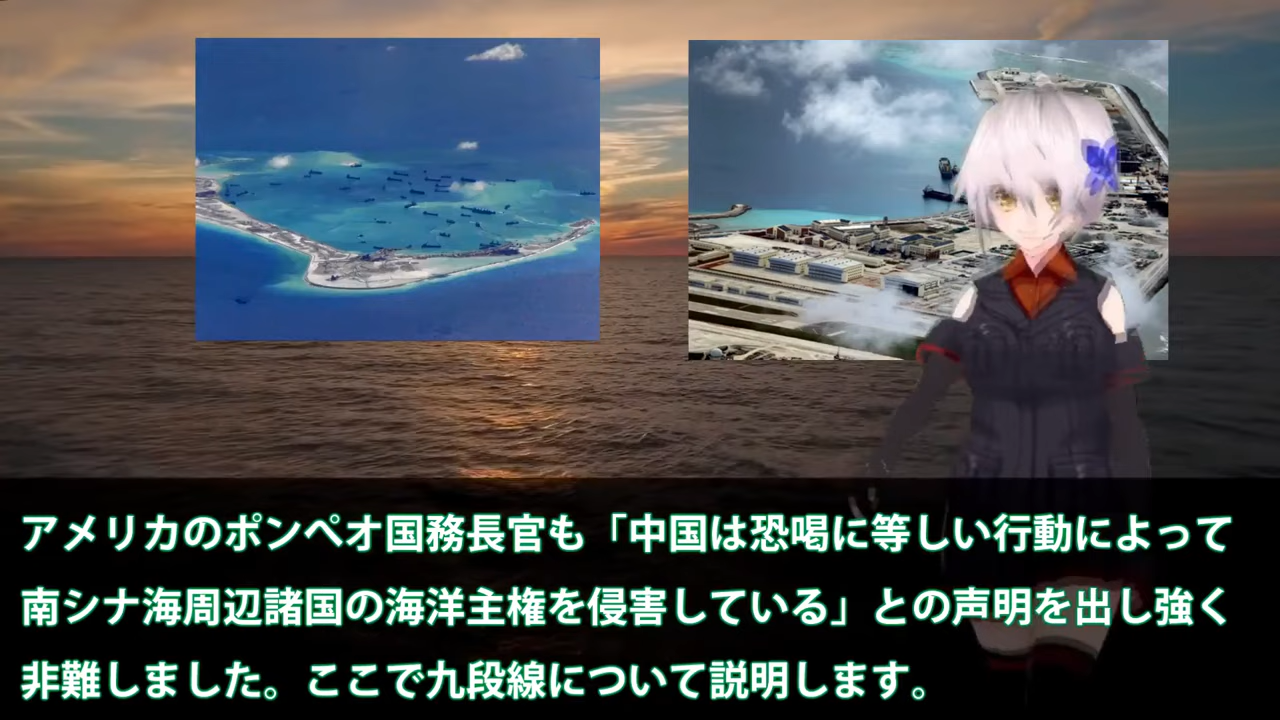 アメリカのポンペオ国務長官も「中国は恐喝に等しい行動によって
南シナ海周辺諸国の海洋主権を侵害している」との声明を出し強く
非難しました。ここで九段線について説明します。